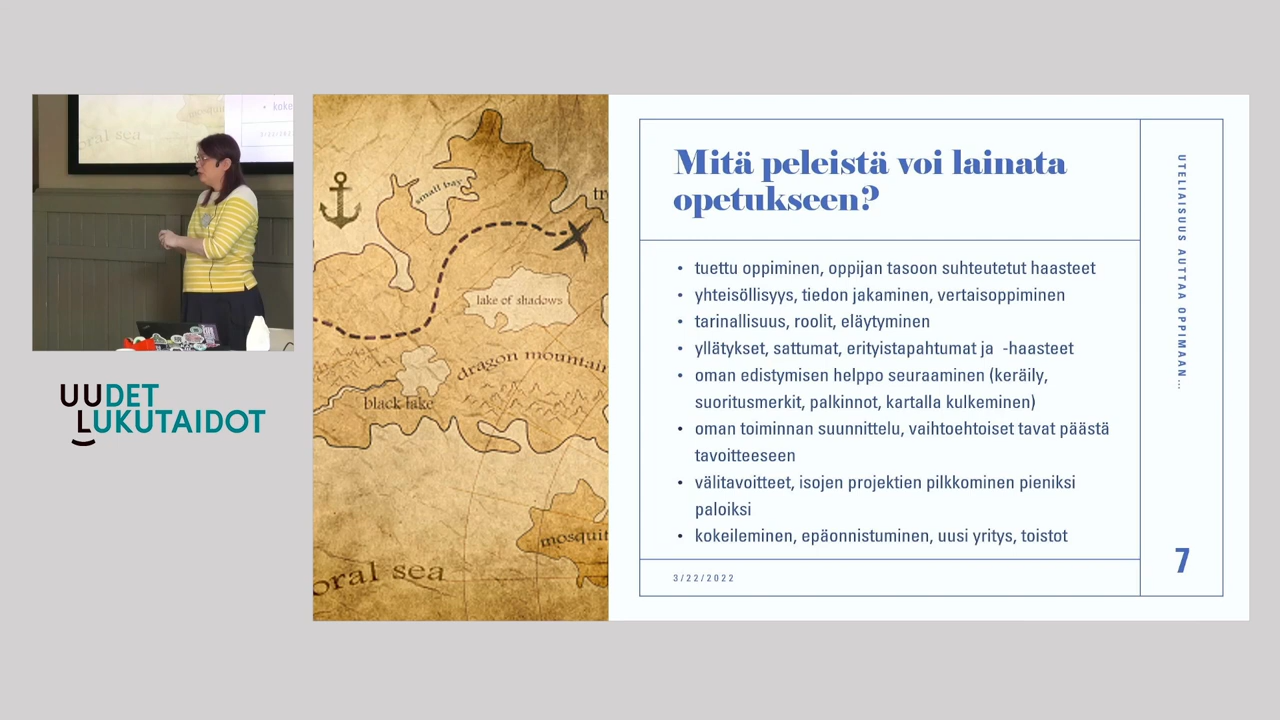 koke
oral sea
UUDET
LUKUTAIDOT
small bay
lake of shadows
dragon mountain
black lake
mosquit
oral sea
Mitä peleistä voi lainata
opetukseen?
• tuettu oppiminen, oppijan tasoon suhteutetut haasteet
• yhteisöllisyys, tiedon jakaminen, vertaisoppiminen
• tarinallisuus, roolit, eläytyminen
• yllätykset, sattumat, erityistapahtumat ja -haasteet
• oman edistymisen helppo seuraaminen (keräily,
suoritusmerkit, palkinnot, kartalla kulkeminen)
• oman toiminnan suunnittelu, vaihtoehtoiset tavat päästä
tavoitteeseen
• välitavoitteet, isojen projektien pilkkominen pieniksi
paloiksi
• kokeileminen, epäonnistuminen, uusi yritys, toistot
3/22/2022
UTELIAISUUS AUTTAA OPPIMAAN...
7